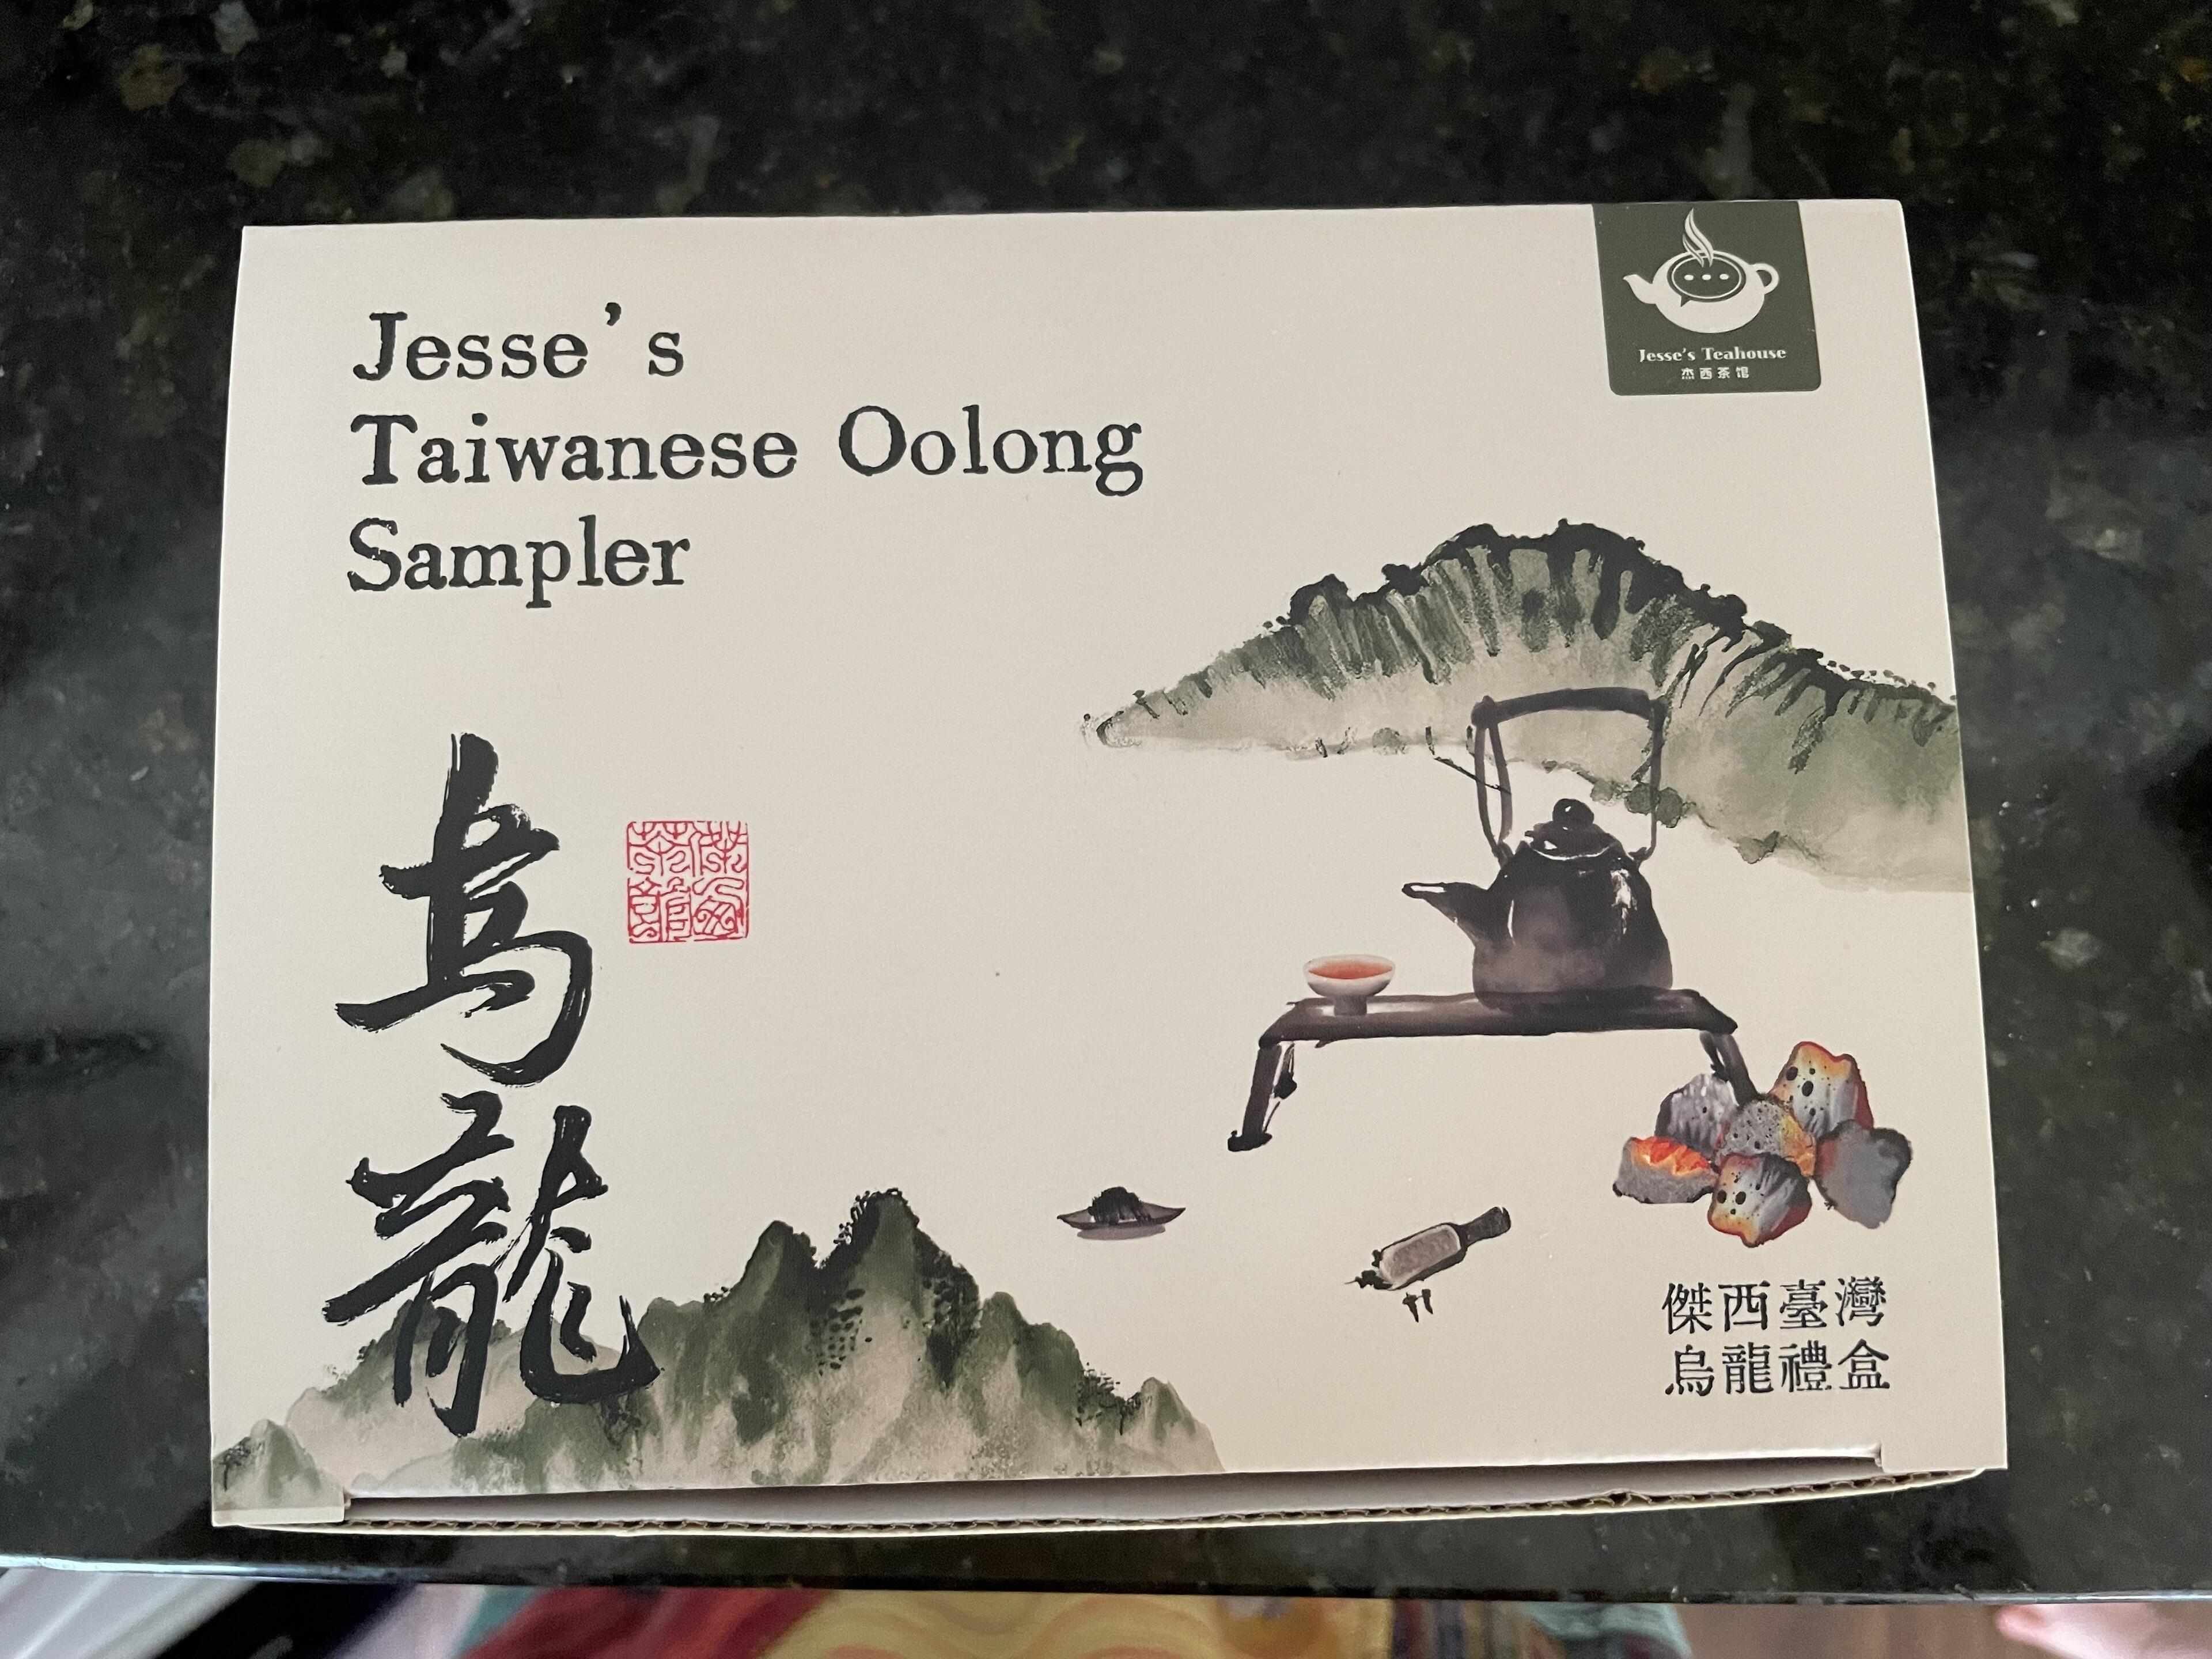 Jesse's
Taiwanese Oolong
Sampler
Jesse's Teahouse
杰西茶馆
烏龍
傑西臺灣
烏龍禮盒